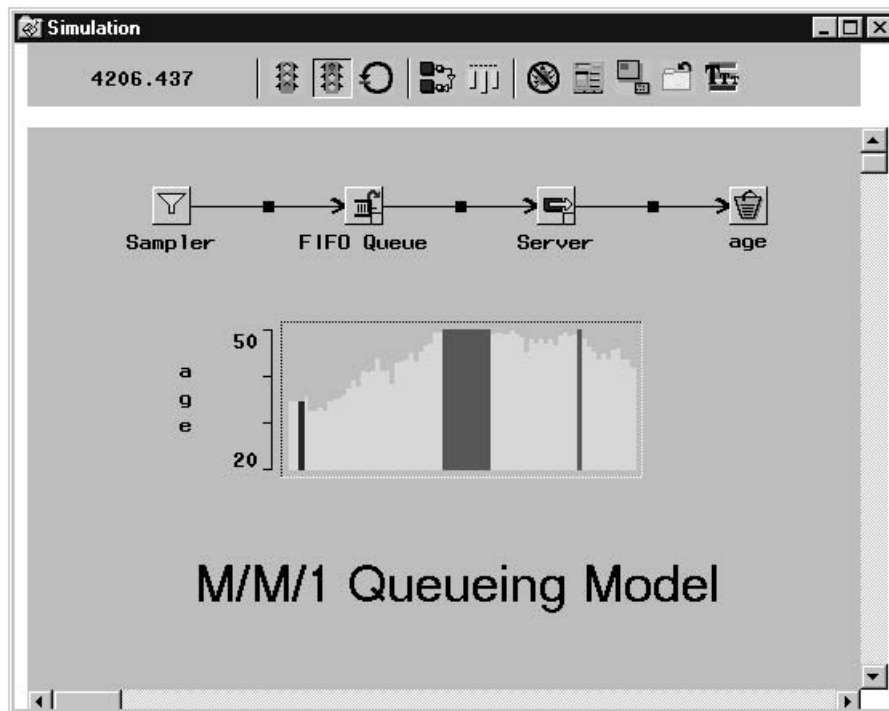 Simulation
4206.437
Sampler
FIFO Queue
Server
age
50
a
g
e
20
M/M/1 Queueing Model